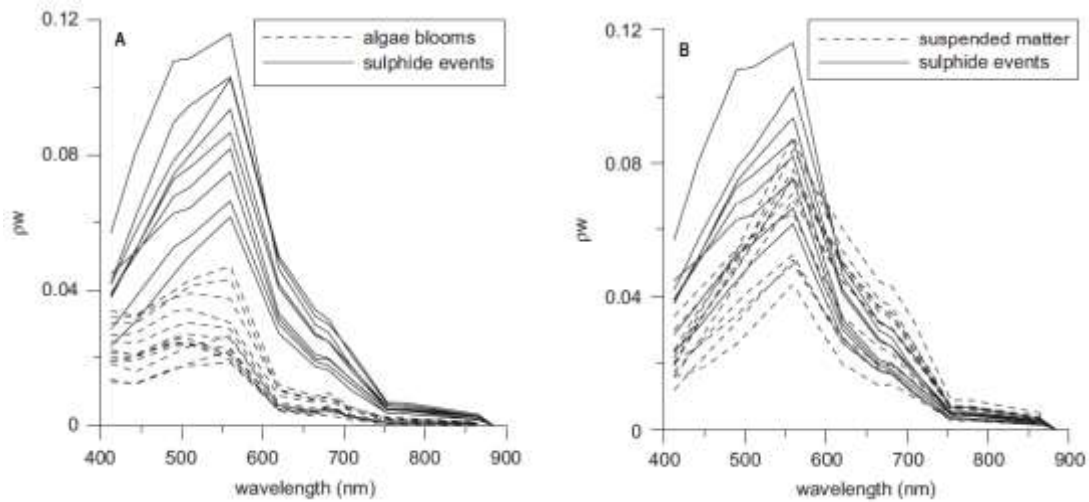 A
algae blooms
sulphide events
0.12
0.08
0.04
0
ρw
400 500 600 700 800 900
wavelength (nm)
B
suspended matter
sulphide events
0.12
0.08
0.04
0
ρw
400 500 600 700 800 900
wavelength (nm)